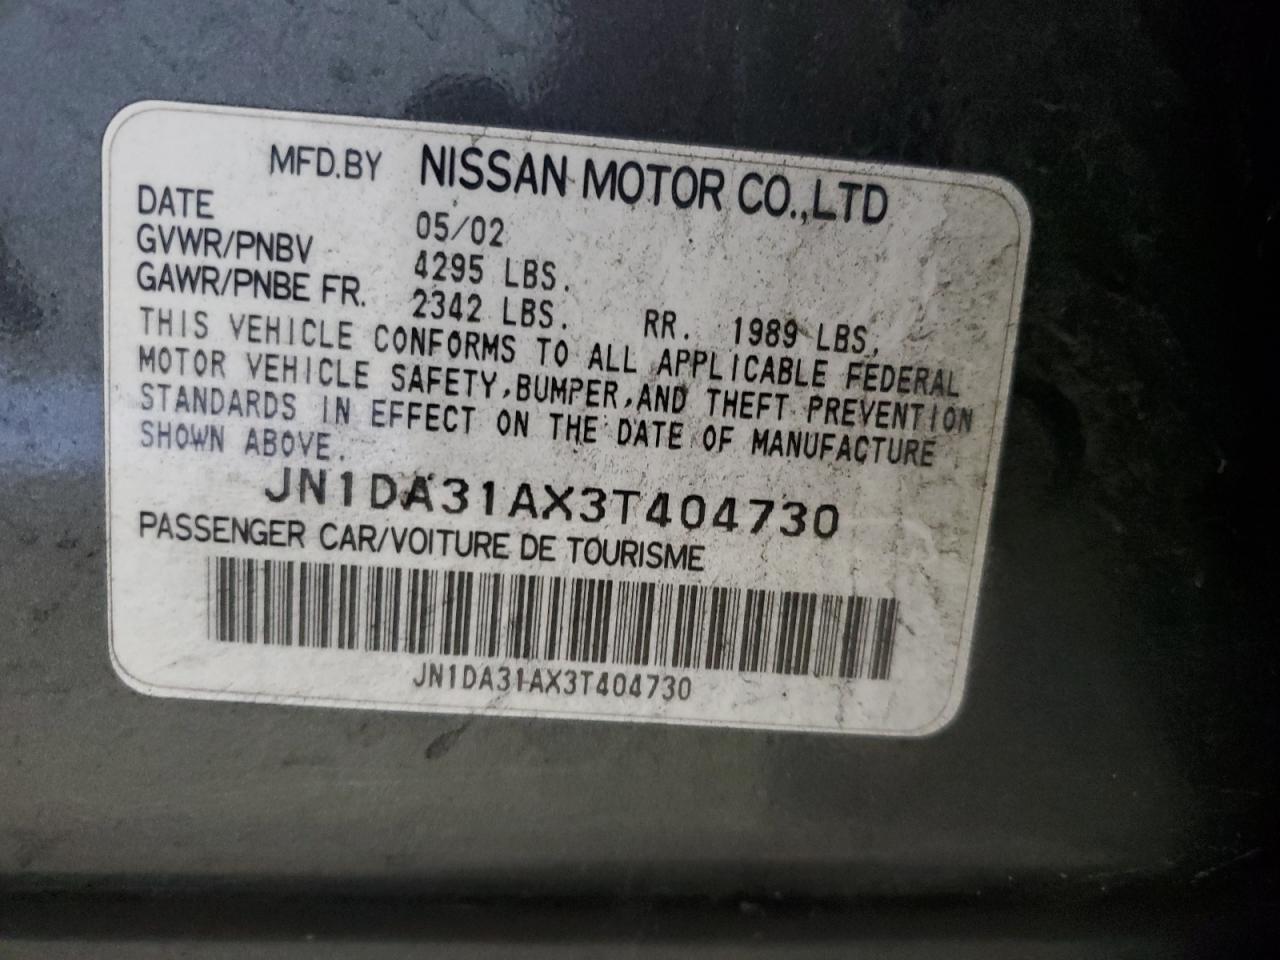 MFD.BY NISSAN MOTOR CO.,LTD
DATE 05/02
GVWR/PNBV 4295 LBS.
GAWR/PNBE FR. 2342 LBS. RR. 1989 LBS.
THIS VEHICLE CONFORMS TO ALL APPLICABLE FEDERAL
MOTOR VEHICLE SAFETY,BUMPER,AND THEFT PREVENTION
STANDARDS IN EFFECT ON THE DATE OF MANUFACTURE
SHOWN ABOVE.
JN1DA31AX3T404730
PASSENGER CAR/VOITURE DE TOURISME
JN1DA31AX3T404730